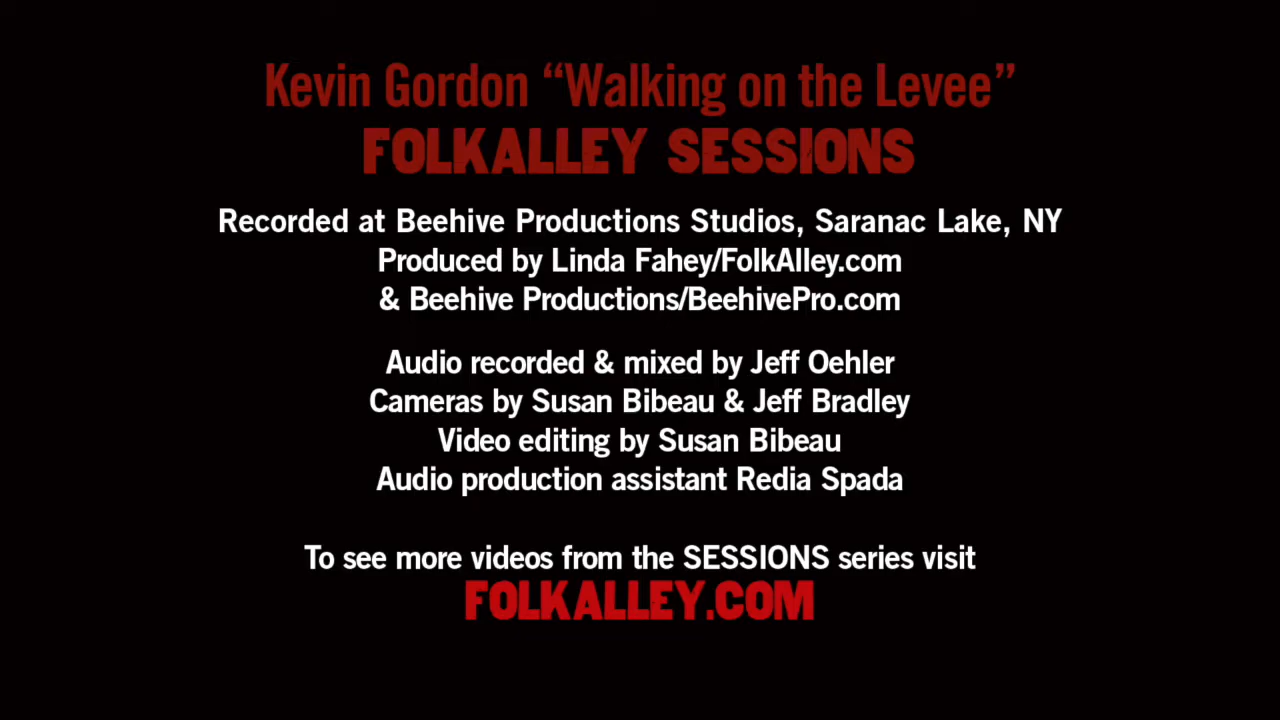 Kevin Gordon “Walking on the Levee”
FOLKALLEY SESSIONS
Recorded at Beehive Productions Studios, Saranac Lake, NY
Produced by Linda Fahey/FolkAlley.com
& Beehive Productions/BeehivePro.com
Audio recorded & mixed by Jeff Oehler
Cameras by Susan Bibeau & Jeff Bradley
Video editing by Susan Bibeau
Audio production assistant Redia Spada
To see more videos from the SESSIONS series visit
FOLKALLEY.COM